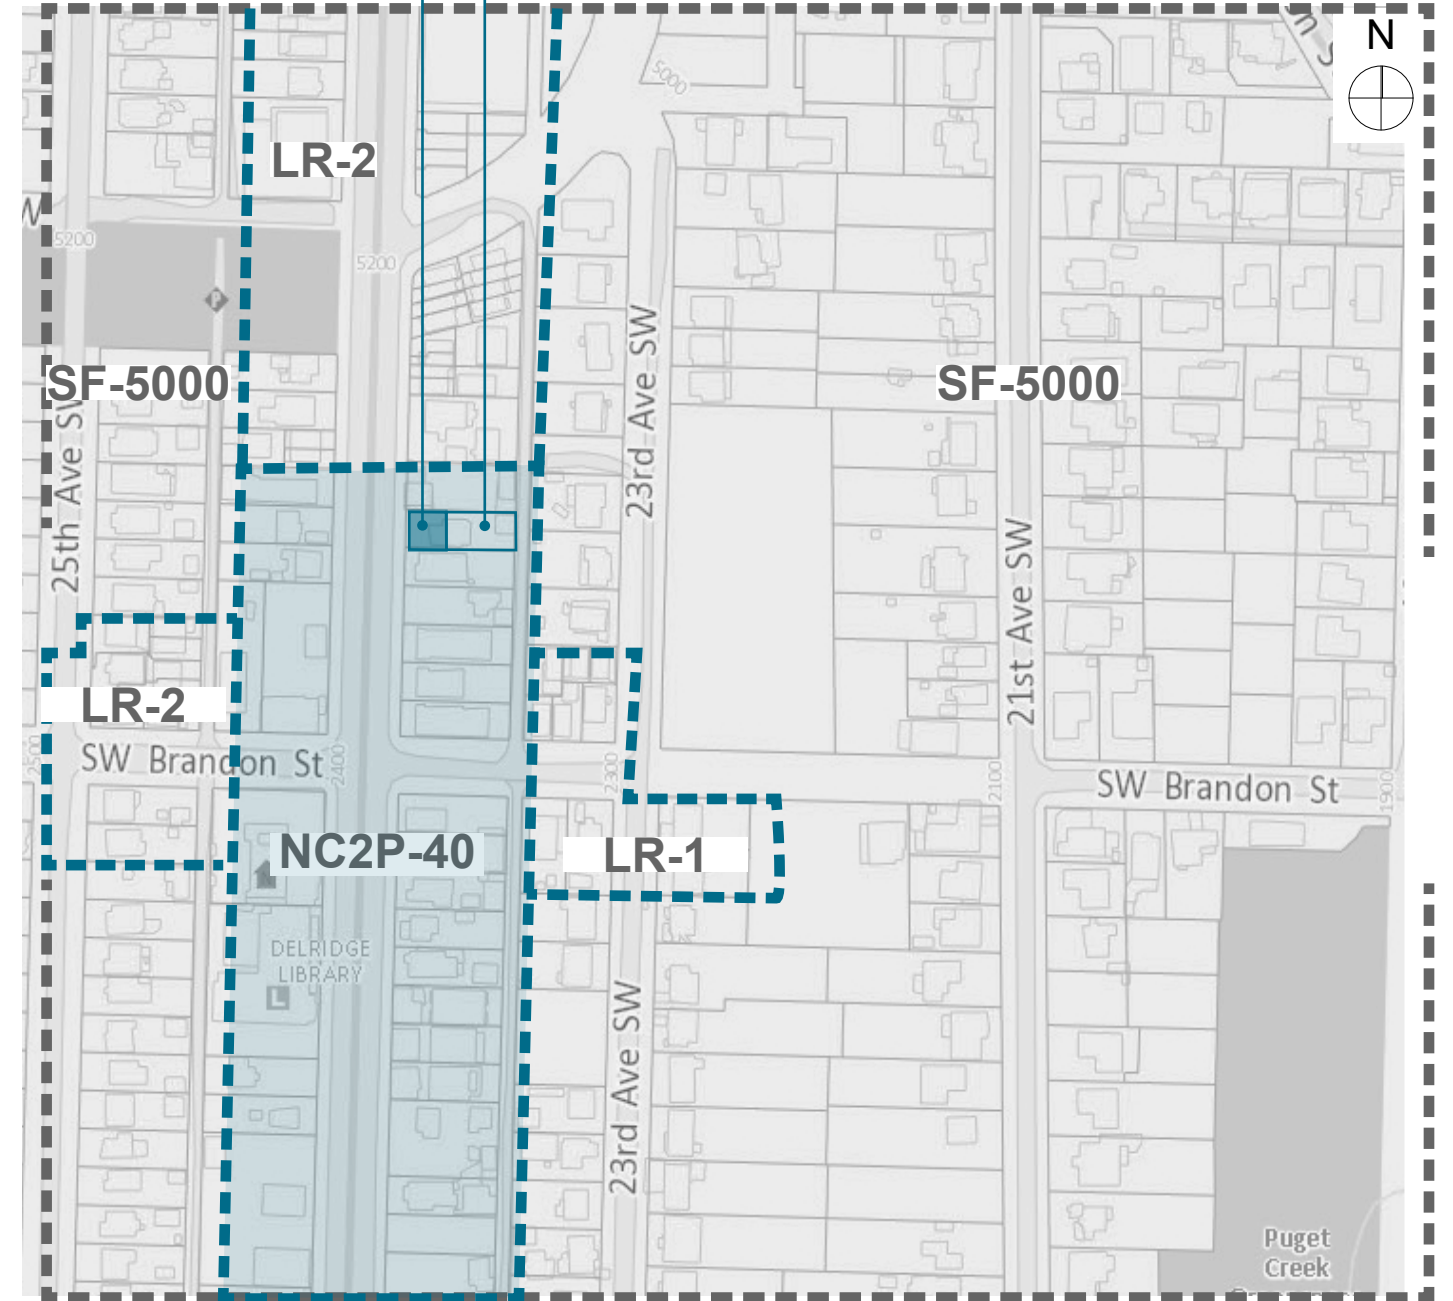 N
5000
LR-2
W
5200
5200
SF-5000
SF-5000
23rd Ave SW
25th Ave SW
21st Ave SW
LR-2
SW Brandon St
2500
2400
2300
2100
SW Brandon St
1900
NC2P-40
LR-1
DELRIDGE
LIBRARY
L
P
23rd Ave SW
Puget
Creek